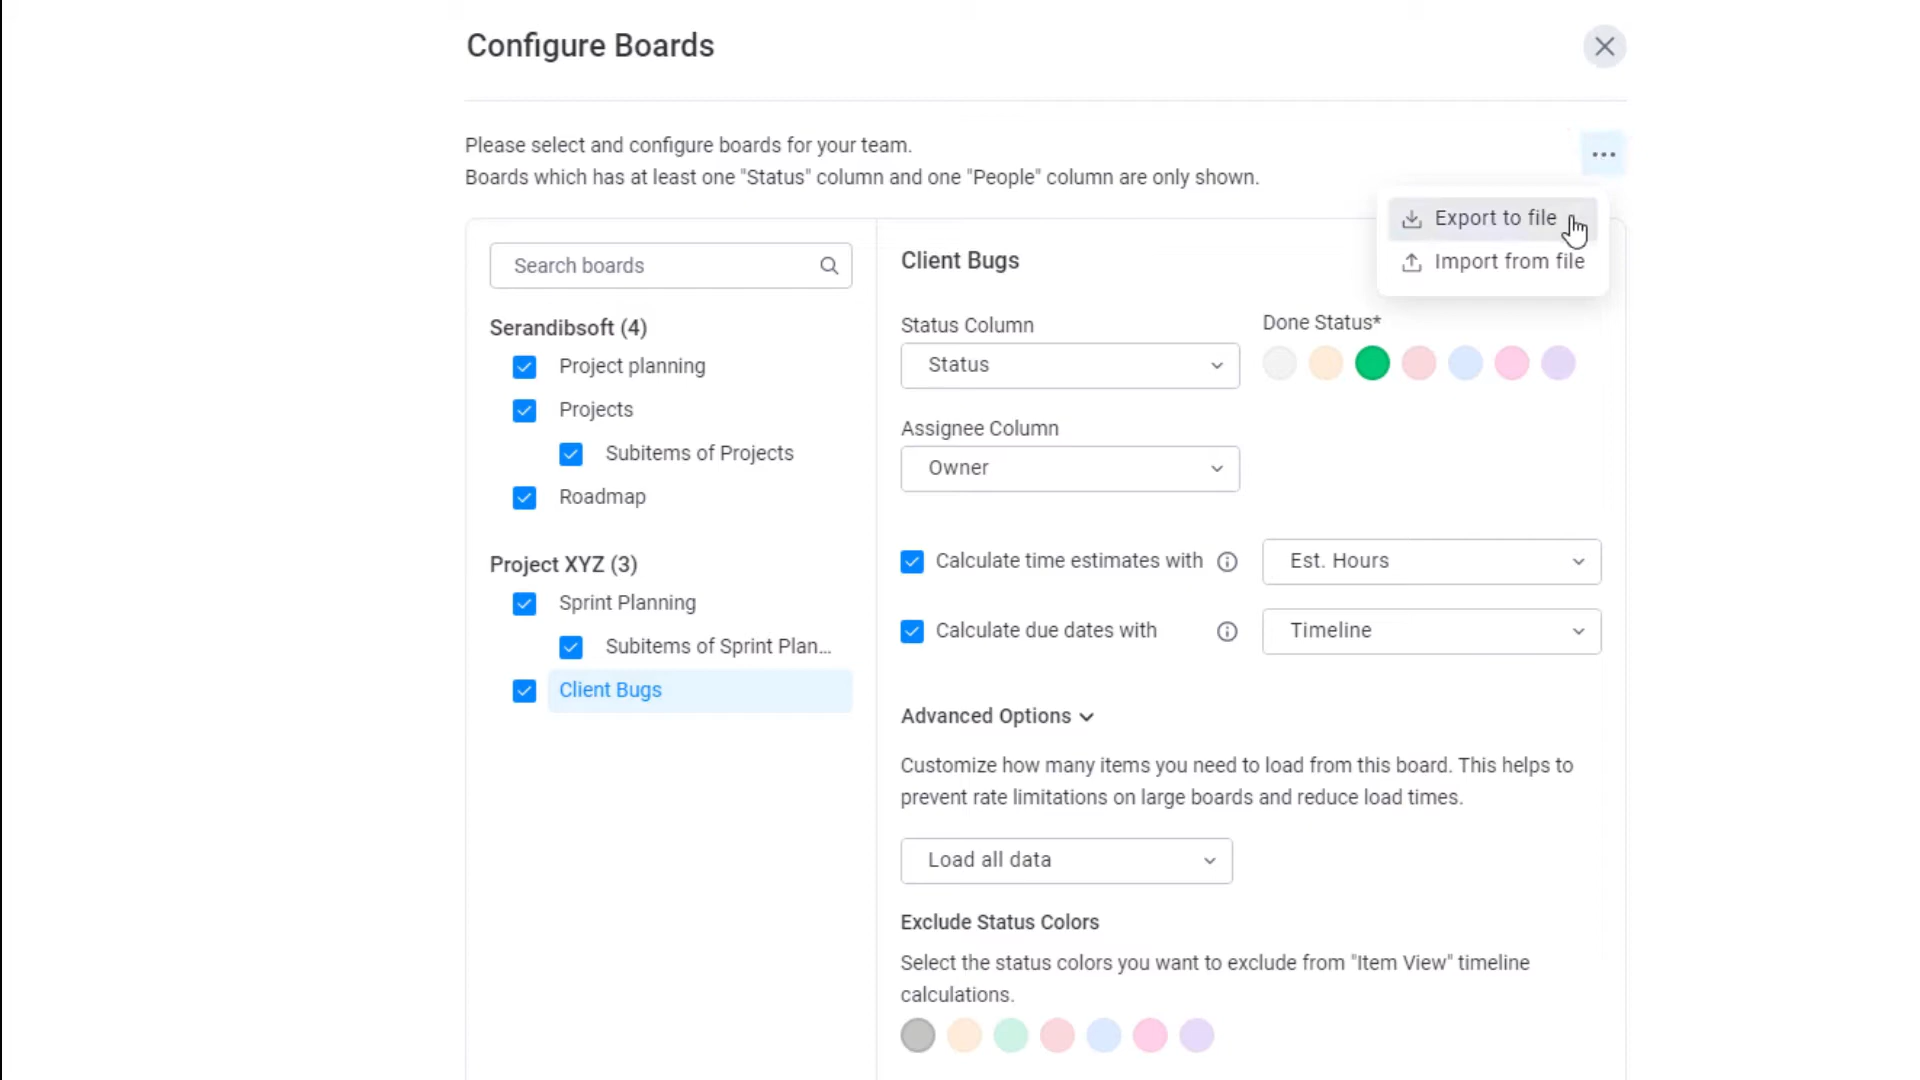 Configure Boards
Please select and configure boards for your team.
Boards which has at least one "Status" column and one "People" column are only shown.
Export to file
Import from file
Search boards
Serandibsoft (4)
Project planning
Projects
Subitems of Projects
Roadmap
Project XYZ (3)
Sprint Planning
Subitems of Sprint Plan...
Client Bugs
Client Bugs
Status Column
Status
Done Status*
Assignee Column
Owner
Calculate time estimates with
Est. Hours
Calculate due dates with
Timeline
Advanced Options
Customize how many items you need to load from this board. This helps to
prevent rate limitations on large boards and reduce load times.
Load all data
Exclude Status Colors
Select the status colors you want to exclude from "Item View" timeline
calculations.